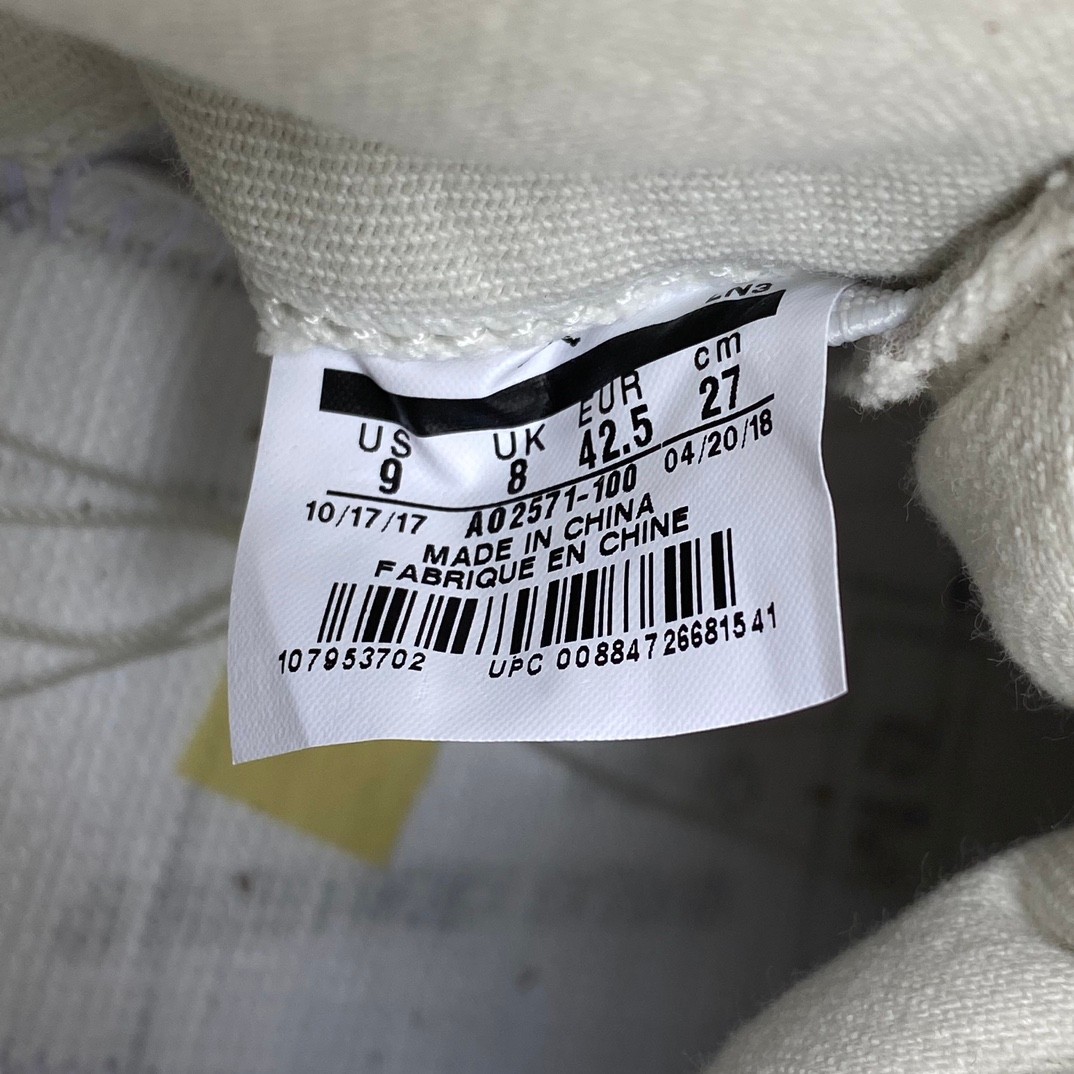 US UK EUR cm
9 8 42.5 27
10/17/17 AO2571-100 04/20/18
MADE IN CHINA
FABRIQUE EN CHINE
107953702 UPC 00884726681541